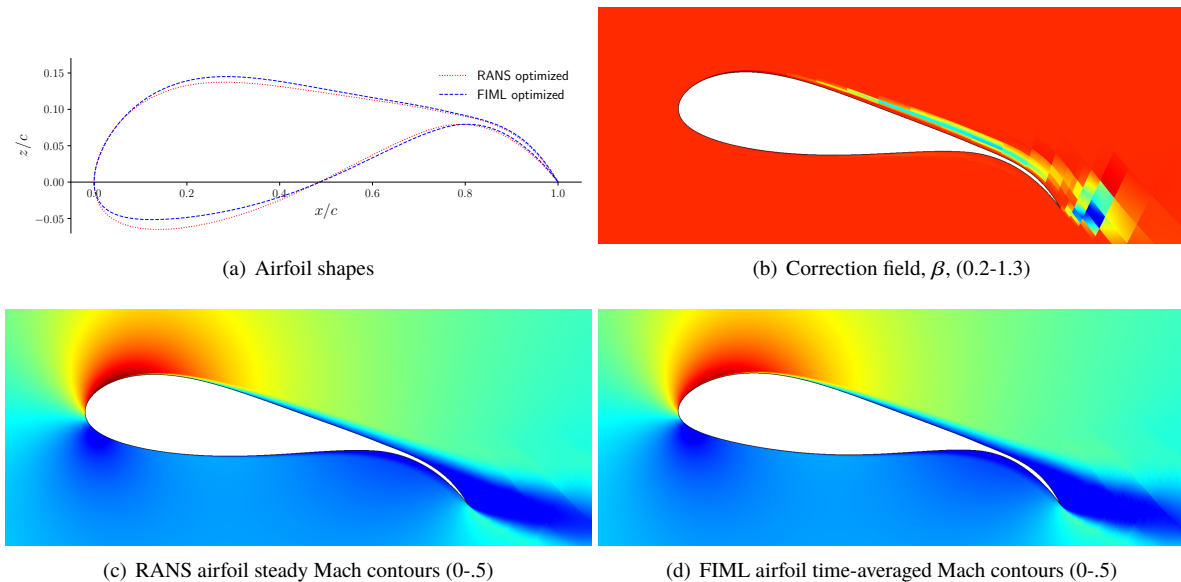 RANS optimized
FIML optimized
0.15
0.10
0.05
0.00
−0.05
z/c
0.0 0.2 0.4 0.6 0.8 1.0
x/c
(a) Airfoil shapes
(b) Correction field, β, (0.2-1.3)
(c) RANS airfoil steady Mach contours (0-.5)
(d) FIML airfoil time-averaged Mach contours (0-.5)